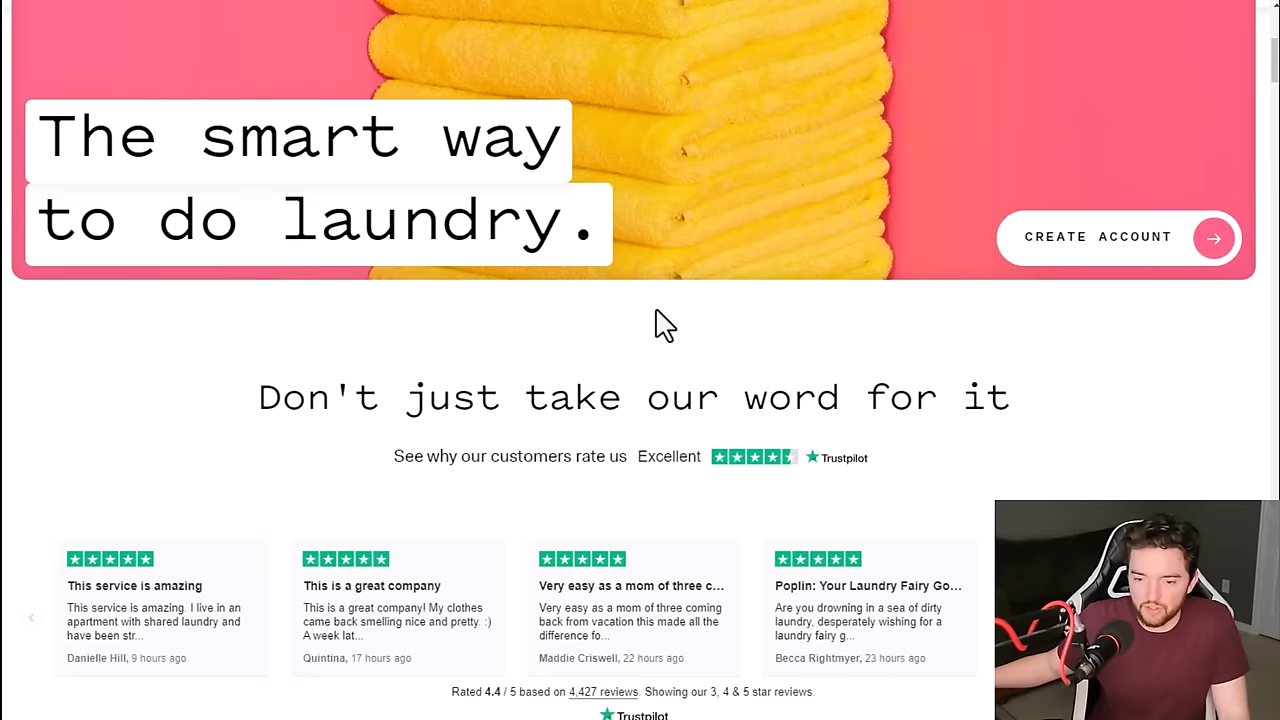 The smart way
to do laundry.
CREATE ACCOUNT
Don't just take our word for it
See why our customers rate us Excellent Trustpilot
This service is amazing
This service is amazing. I live in an
apartment with shared laundry and
have been str...
Danielle Hill, 9 hours ago
This is a great company
This is a great company! My clothes
came back smelling nice and pretty. :)
A week lat...
Quintina, 17 hours ago
Very easy as a mom of three c...
Very easy as a mom of three coming
back from vacation this made all the
difference fo...
Maddie Criswell, 22 hours ago
Poplin: Your Laundry Fairy Go...
Are you drowning in a sea of dirty
laundry, desperately wishing for a
laundry fairy g...
Becca Rightmyer, 23 hours ago
Rated 4.4 / 5 based on 4,427 reviews. Showing our 3, 4 & 5 star reviews.
Trustpilot